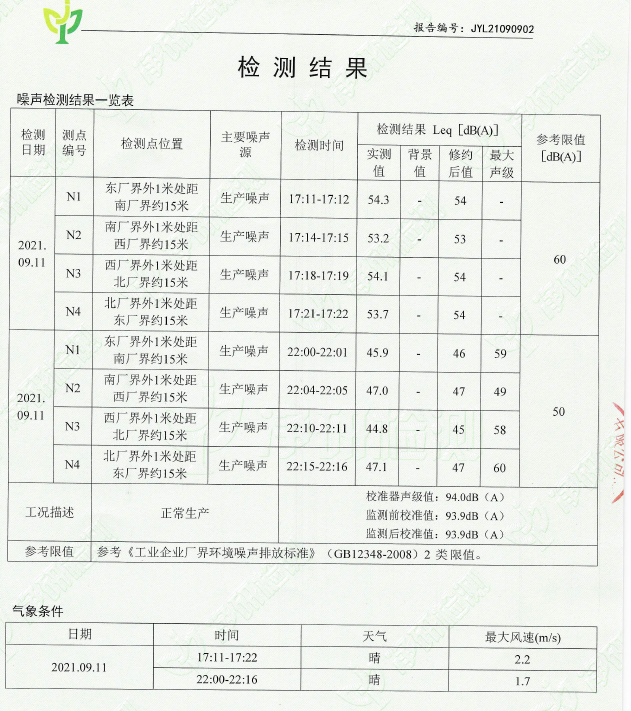 报告编号：JYL21090902
检 测 结 果
噪声检测结果一览表
检测日期 测点编号 检测点位置 主要噪声源 检测时间 检测结果 Leq［dB(A)］ 参考限值［dB(A)］
实测值 背景值 修约后值 最大声级
2021.09.11 N1 东厂界外1米处距南厂界约15米 生产噪声 17:11-17:12 54.3 - 54 - 60
N2 南厂界外1米处距西厂界约15米 生产噪声 17:14-17:15 53.2 - 53 -
N3 西厂界外1米处距北厂界约15米 生产噪声 17:18-17:19 54.1 - 54 -
N4 北厂界外1米处距东厂界约15米 生产噪声 17:21-17:22 53.7 - 54 -
2021.09.11 N1 东厂界外1米处距南厂界约15米 生产噪声 22:00-22:01 45.9 - 46 59 50
N2 南厂界外1米处距西厂界约15米 生产噪声 22:04-22:05 47.0 - 47 49
N3 西厂界外1米处距北厂界约15米 生产噪声 22:10-22:11 44.8 - 45 58
N4 北厂界外1米处距东厂界约15米 生产噪声 22:15-22:16 47.1 - 47 60
工况描述 正常生产 校准器声级值：94.0dB（A）
监测前校准值：93.9dB（A）
监测后校准值：93.9dB（A）
参考限值 参考《工业企业厂界环境噪声排放标准》（GB12348-2008）2 类限值。
气象条件
日期 时间 天气 最大风速(m/s)
2021.09.11 17:11-17:22 晴 2.2
22:00-22:16 晴 1.7